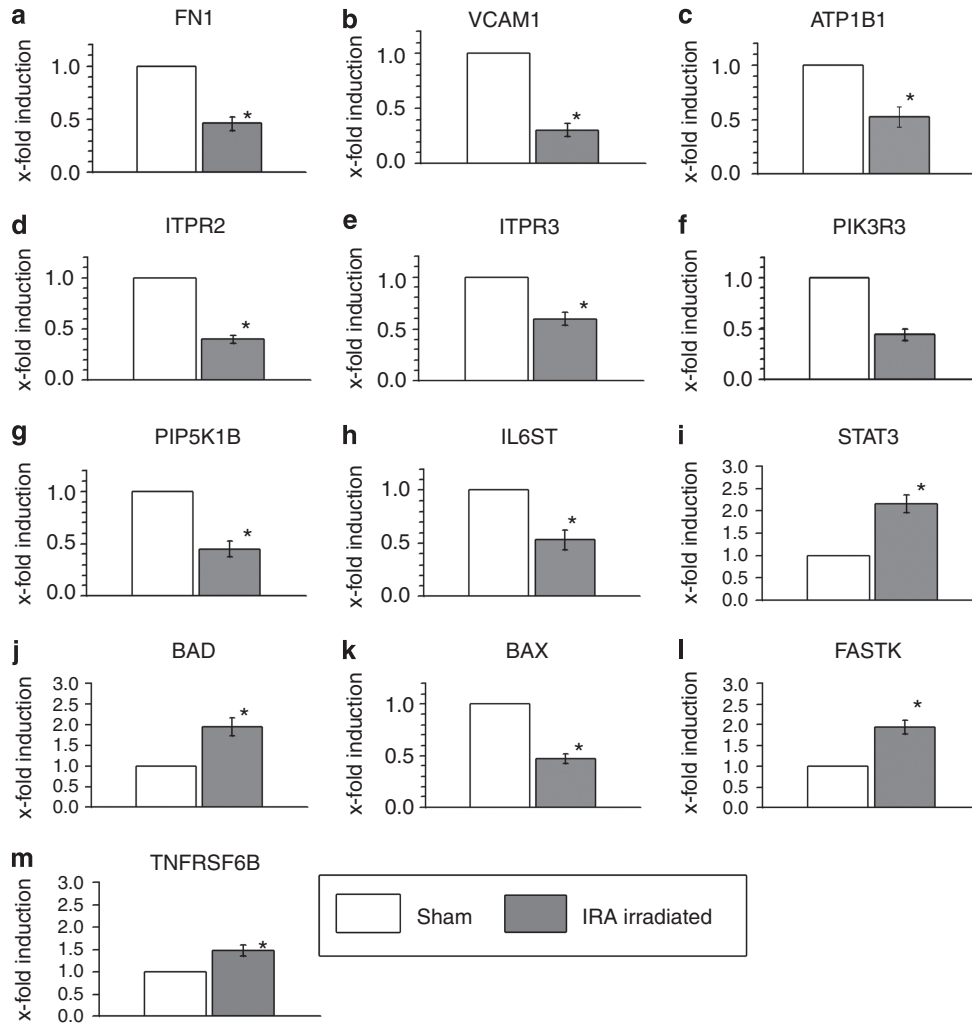 a FN1
x-fold induction
1.0
0.5
0.0
*
b VCAM1
x-fold induction
1.0
0.5
0.0
*
c ATP1B1
x-fold induction
1.0
0.5
0.0
*
d ITPR2
x-fold induction
1.0
0.5
0.0
*
e ITPR3
x-fold induction
1.0
0.5
0.0
*
f PIK3R3
x-fold induction
1.0
0.5
0.0
g PIP5K1B
x-fold induction
1.0
0.5
0.0
*
h IL6ST
x-fold induction
1.0
0.5
0.0
*
i STAT3
x-fold induction
3.0
2.5
2.0
1.5
1.0
0.5
0.0
*
j BAD
x-fold induction
3.0
2.5
2.0
1.5
1.0
0.5
0.0
*
k BAX
x-fold induction
1.0
0.5
0.0
*
l FASTK
x-fold induction
3.0
2.5
2.0
1.5
1.0
0.5
0.0
*
m TNFRSF6B
x-fold induction
3.0
2.5
2.0
1.5
1.0
0.5
0.0
*
Sham IRA irradiated